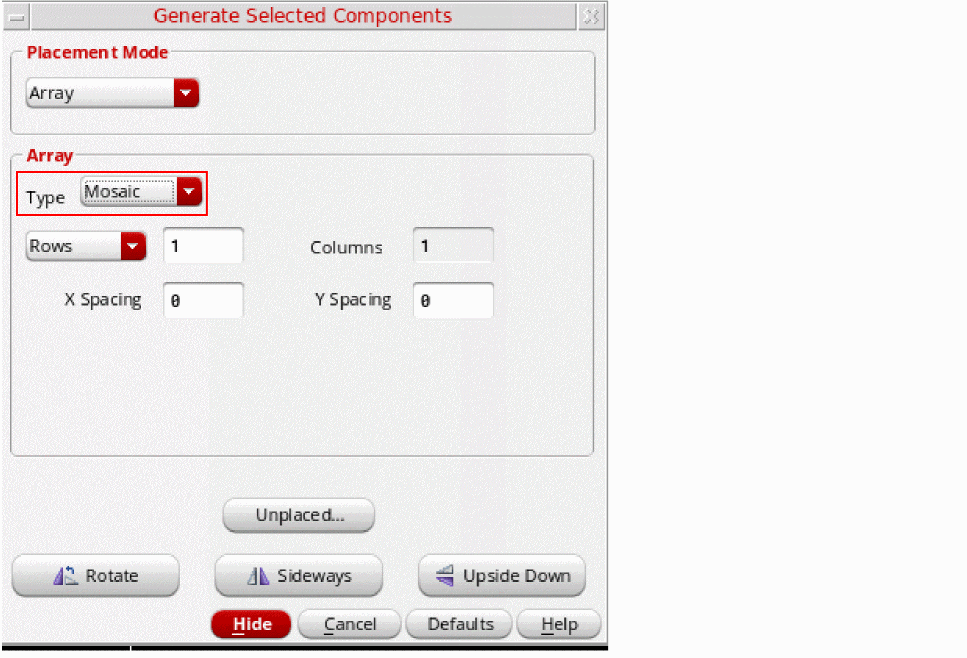 Generate Selected Components
Placement Mode
Array
Array
Type Mosaic
Rows 1 Columns 1
X Spacing 0 Y Spacing 0
Unplaced...
Rotate Sideways Upside Down
Hide Cancel Defaults Help